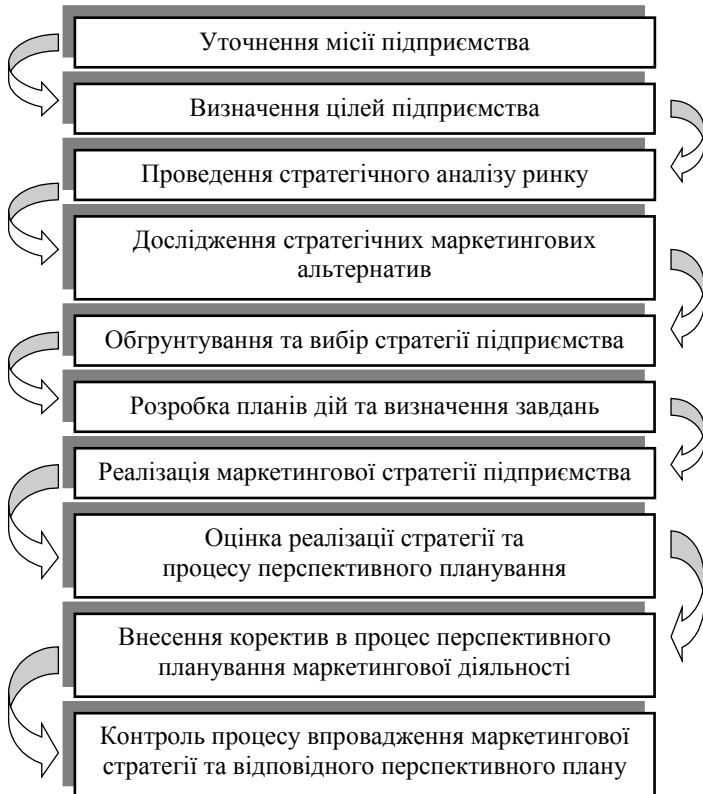 Уточнення місії підприємства
Визначення цілей підприємства
Проведення стратегічного аналізу ринку
Дослідження стратегічних маркетингових
альтернатив
Обгрунтування та вибір стратегії підприємства
Розробка планів дій та визначення завдань
Реалізація маркетингової стратегії підприємства
Оцінка реалізації стратегії та
процесу перспективного планування
Внесення коректив в процес перспективного
планування маркетингової діяльності
Контроль процесу впровадження маркетингової
стратегії та відповідного перспективного плану